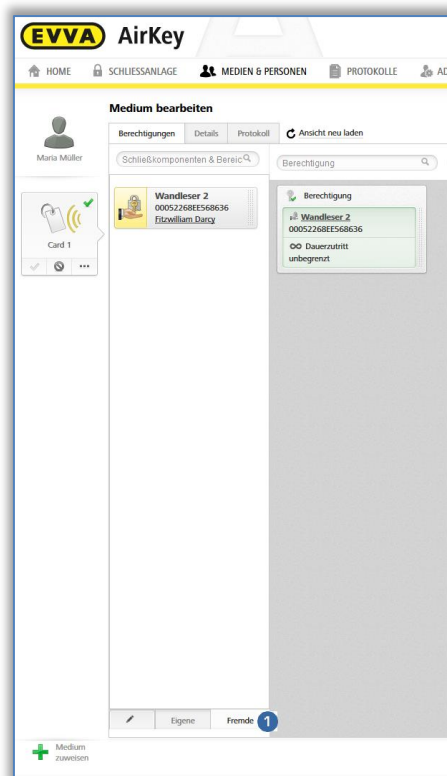 EVVA AirKey
HOME SCHLIESSANLAGE MEDIEN & PERSONEN PROTOKOLLE AD
Medium bearbeiten
Berechtigungen Details Protokoll Ansicht neu laden
Maria Müller
Schließkomponenten & Bereic
Berechtigung
Card 1
Wandleser 2
00052268EE568636
Fitzwilliam Darcy
Berechtigung
Wandleser 2
00052268EE568636
Dauerzutritt
unbegrenzt
Eigene Fremde 1
Medium
zuweisen